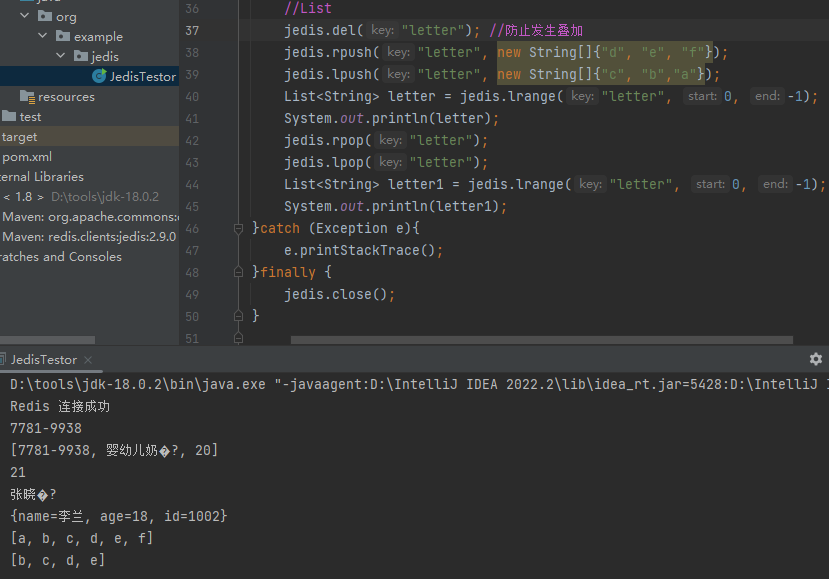 org
example
jedis
JedisTestor
resources
test
target
pom.xml
ternal Libraries
< 1.8 > D:\tools\jdk-18.0.2
Maven: org.apache.commons:
Maven: redis.clients:jedis:2.9.0
ratches and Consoles
36 //List
37 jedis.del( key: "letter"); //防止发生叠加
38 jedis.rpush( key: "letter", new String[]{"d", "e", "f"});
39 jedis.lpush( key: "letter", new String[]{"c", "b","a"});
40 List<String> letter = jedis.lrange( key: "letter", start: 0, end: -1);
41 System.out.println(letter);
42 jedis.rpop( key: "letter");
43 jedis.lpop( key: "letter");
44 List<String> letter1 = jedis.lrange( key: "letter", start: 0, end: -1);
45 System.out.println(letter1);
46 }catch (Exception e){
47 e.printStackTrace();
48 }finally {
49 jedis.close();
50 }
51
JedisTestor ×
D:\tools\jdk-18.0.2\bin\java.exe "-javaagent:D:\IntelliJ IDEA 2022.2\lib\idea_rt.jar=5428:D:\IntelliJ I
Redis 连接成功
7781-9938
[7781-9938, 婴幼儿奶�?, 20]
21
张晓�?
{name=李兰, age=18, id=1002}
[a, b, c, d, e, f]
[b, c, d, e]